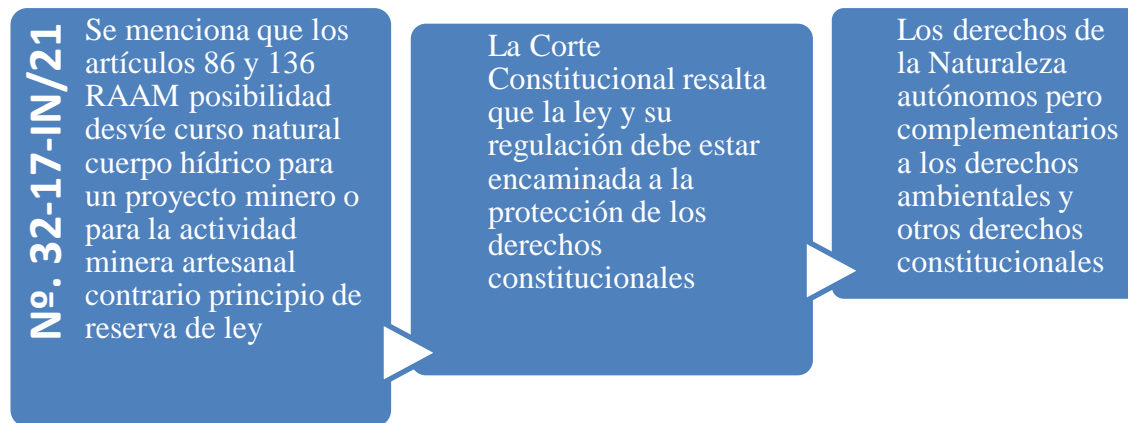 Nº. 32-17-IN/21
Se menciona que los
artículos 86 y 136
RAAM posibilidad
desvíe curso natural
cuerpo hídrico para
un proyecto minero o
para la actividad
minera artesanal
contrario principio de
reserva de ley
La Corte
Constitucional resalta
que la ley y su
regulación debe estar
encaminada a la
protección de los
derechos
constitucionales
Los derechos de
la Naturaleza
autónomos pero
complementarios
a los derechos
ambientales y
otros derechos
constitucionales